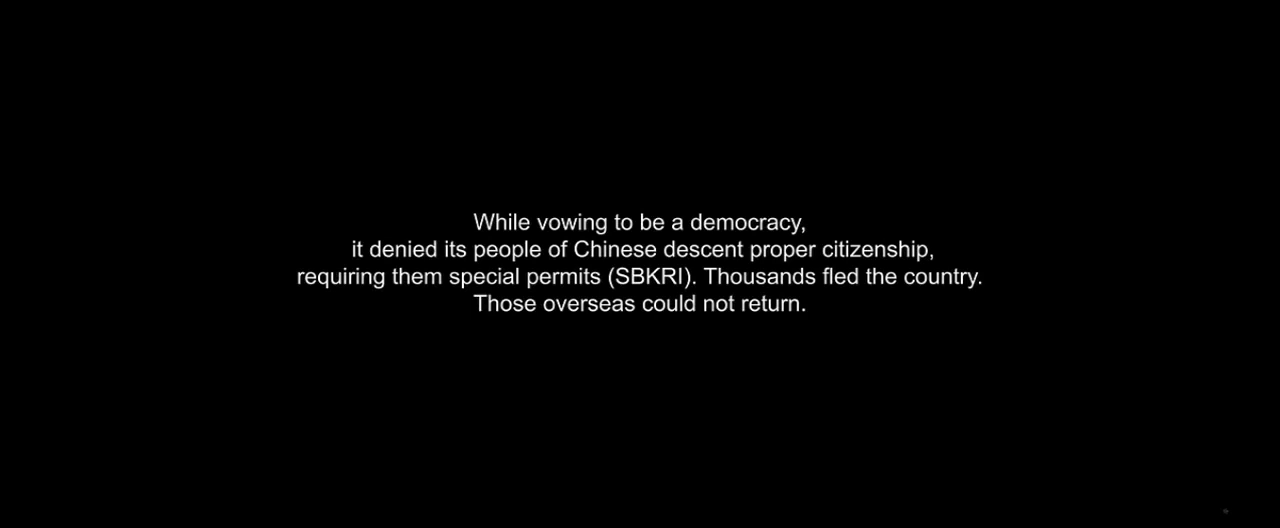 While vowing to be a democracy,
it denied its people of Chinese descent proper citizenship,
requiring them special permits (SBKRI). Thousands fled the country.
Those overseas could not return.